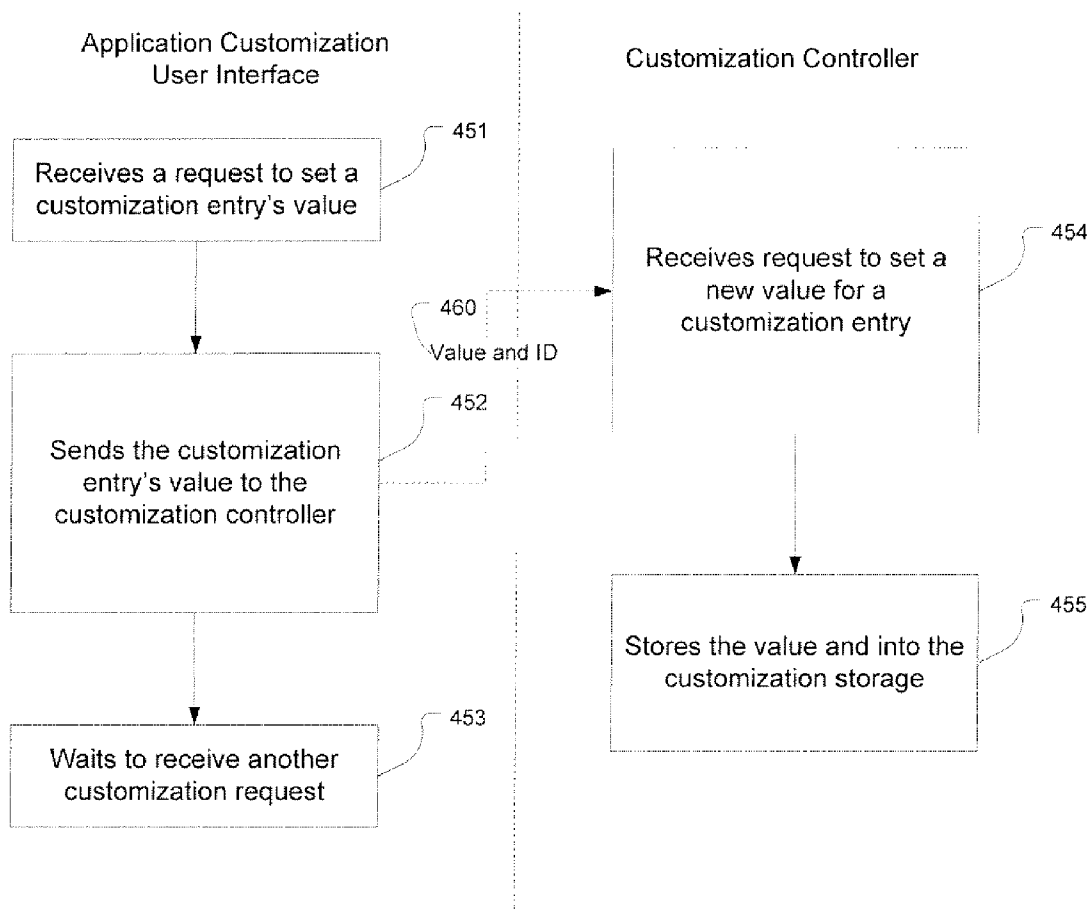 Application Customization
User Interface
Customization Controller
451
Receives a request to set a
customization entry's value
454
Receives request to set a
new value for a
customization entry
460
Value and ID
452
Sends the customization
entry's value to the
customization controller
455
Stores the value and into the
customization storage
453
Waits to receive another
customization request